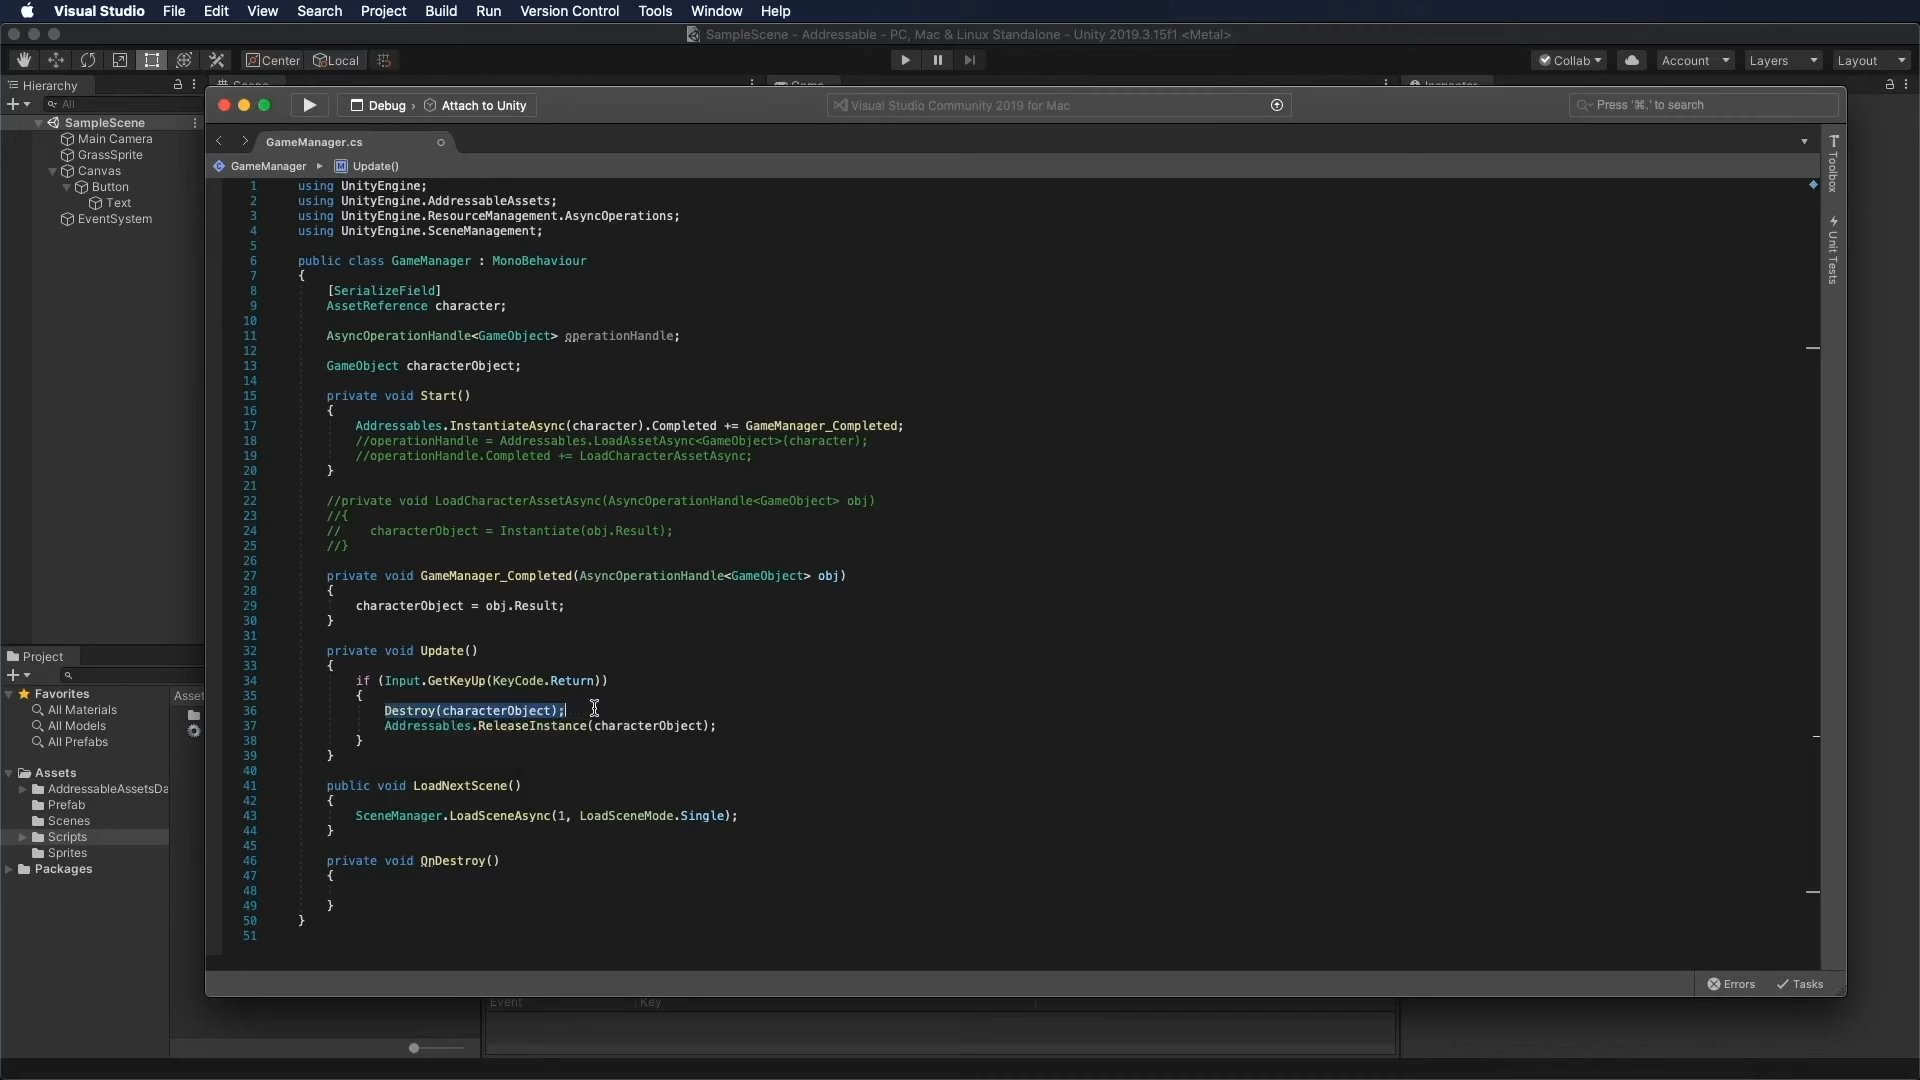 Visual Studio File Edit View Search Project Build Run Version Control Tools Window Help
SampleScene - Addressable - PC, Mac & Linux Standalone - Unity 2019.3.15f1 <Metal>
Center Local Collab Account Layers Layout
Hierarchy
All
SampleScene
Main Camera
GrassSprite
Canvas
Button
Text
EventSystem
Project
Favorites
All Materials
All Models
All Prefabs
Assets
AddressableAssetsDa
Prefab
Scenes
Scripts
Sprites
Packages
Asset
Debug › Attach to Unity
Visual Studio Community 2019 for Mac
Press '⌘.' to search
GameManager.cs
GameManager Update()
1 using UnityEngine;
2 using UnityEngine.AddressableAssets;
3 using UnityEngine.ResourceManagement.AsyncOperations;
4 using UnityEngine.SceneManagement;
5
6 public class GameManager : MonoBehaviour
7 {
8 [SerializeField]
9 AssetReference character;
10
11 AsyncOperationHandle<GameObject> operationHandle;
12
13 GameObject characterObject;
14
15 private void Start()
16 {
17 Addressables.InstantiateAsync(character).Completed += GameManager_Completed;
18 //operationHandle = Addressables.LoadAssetAsync<GameObject>(character);
19 //operationHandle.Completed += LoadCharacterAssetAsync;
20 }
21
22 //private void LoadCharacterAssetAsync(AsyncOperationHandle<GameObject> obj)
23 //{
24 // characterObject = Instantiate(obj.Result);
25 //}
26
27 private void GameManager_Completed(AsyncOperationHandle<GameObject> obj)
28 {
29 characterObject = obj.Result;
30 }
31
32 private void Update()
33 {
34 if (Input.GetKeyUp(KeyCode.Return))
35 {
36 Destroy(characterObject);
37 Addressables.ReleaseInstance(characterObject);
38 }
39 }
40
41 public void LoadNextScene()
42 {
43 SceneManager.LoadSceneAsync(1, LoadSceneMode.Single);
44 }
45
46 private void OnDestroy()
47 {
48
49 }
50 }
51
Toolbox
Unit Tests
Errors Tasks
Event Key